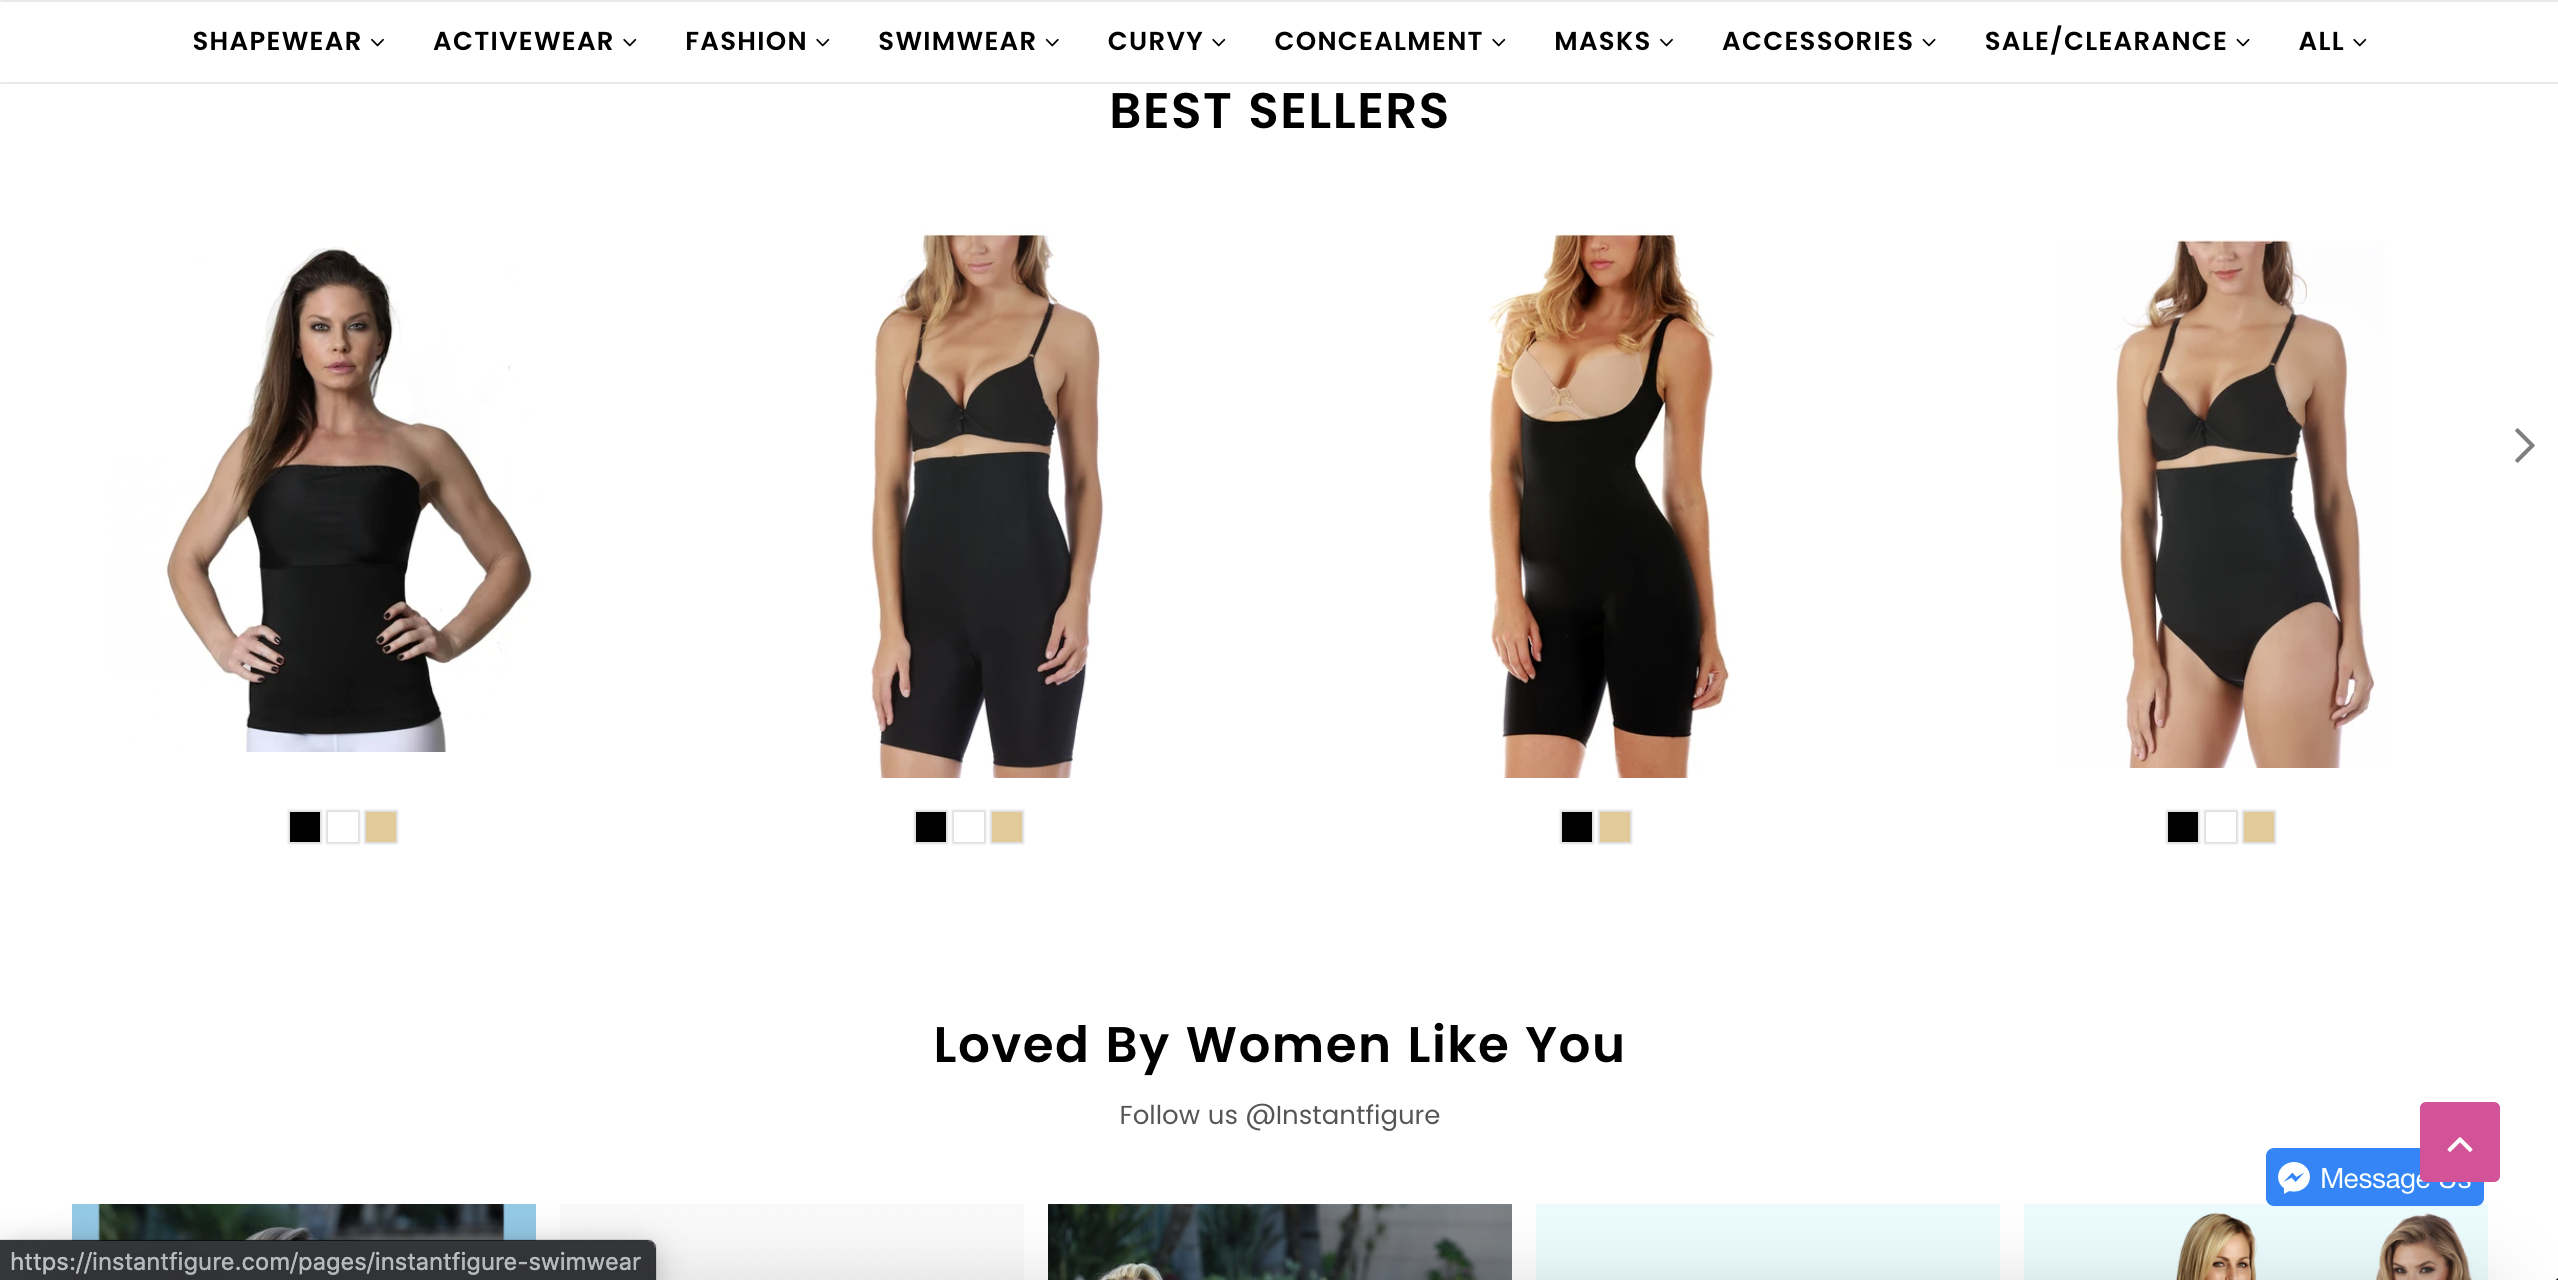 SHAPEWEAR ACTIVEWEAR FASHION SWIMWEAR CURVY CONCEALMENT MASKS ACCESSORIES SALE/CLEARANCE ALL
BEST SELLERS
Loved By Women Like You
Follow us @Instantfigure
Message Us
https://instantfigure.com/pages/instantfigure-swimwear